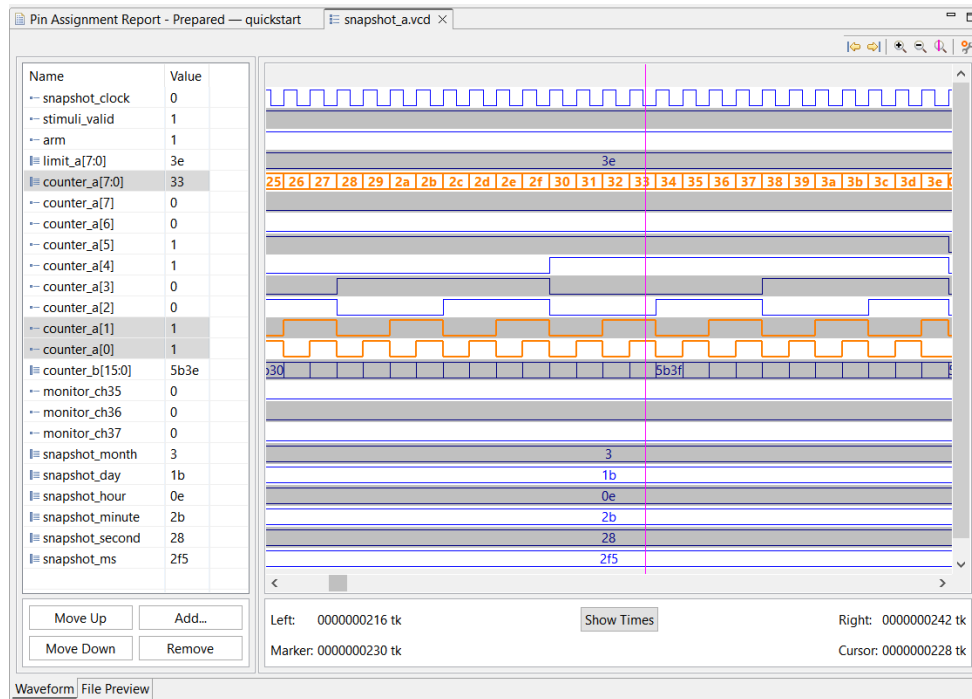 Pin Assignment Report - Prepared — quickstart snapshot_a.vcd
Name Value
snapshot_clock 0
stimuli_valid 1
arm 1
limit_a[7:0] 3e 3e
counter_a[7:0] 33 25 26 27 28 29 2a 2b 2c 2d 2e 2f 30 31 32 33 34 35 36 37 38 39 3a 3b 3c 3d 3e
counter_a[7] 0
counter_a[6] 0
counter_a[5] 1
counter_a[4] 1
counter_a[3] 0
counter_a[2] 0
counter_a[1] 1
counter_a[0] 1
counter_b[15:0] 5b3e b30 5b3f
monitor_ch35 0
monitor_ch36 0
monitor_ch37 0
snapshot_month 3 3
snapshot_day 1b 1b
snapshot_hour 0e 0e
snapshot_minute 2b 2b
snapshot_second 28 28
snapshot_ms 2f5 2f5
Move Up Add... Left: 0000000216 tk Show Times Right: 0000000242 tk
Move Down Remove Marker: 0000000230 tk Cursor: 0000000228 tk
Waveform File Preview